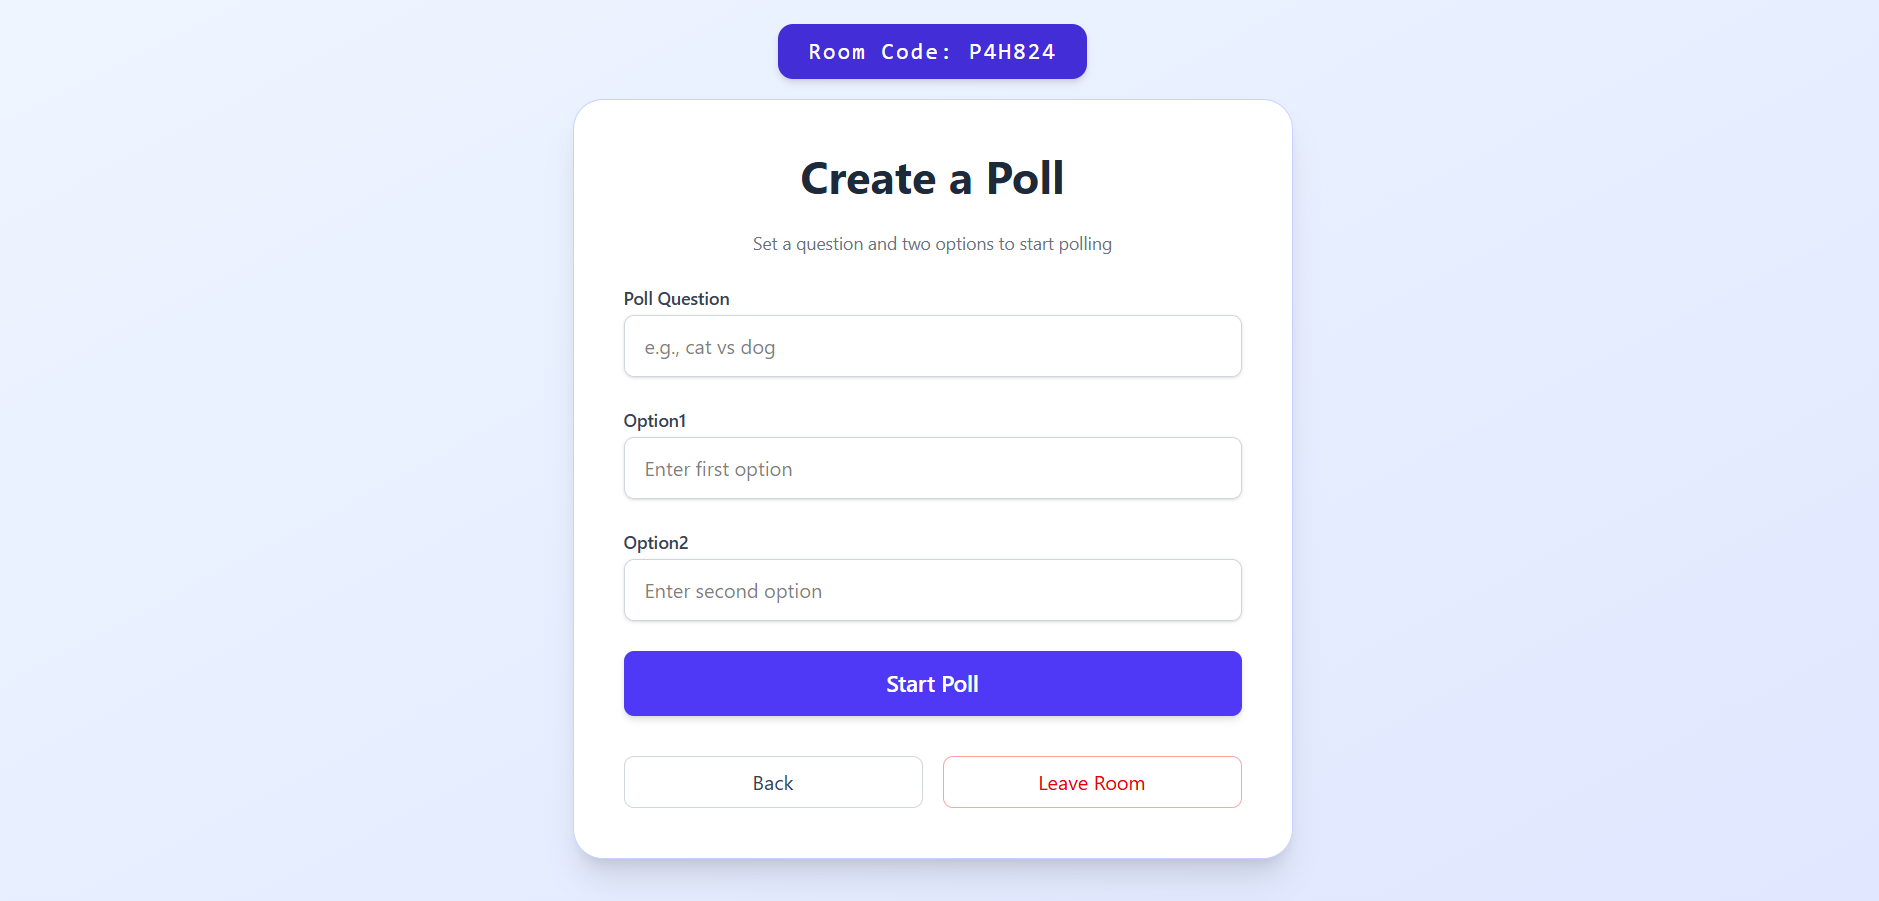 Room Code: P4H824
Create a Poll
Set a question and two options to start polling
Poll Question
e.g., cat vs dog
Option1
Enter first option
Option2
Enter second option
Start Poll
Back
Leave Room